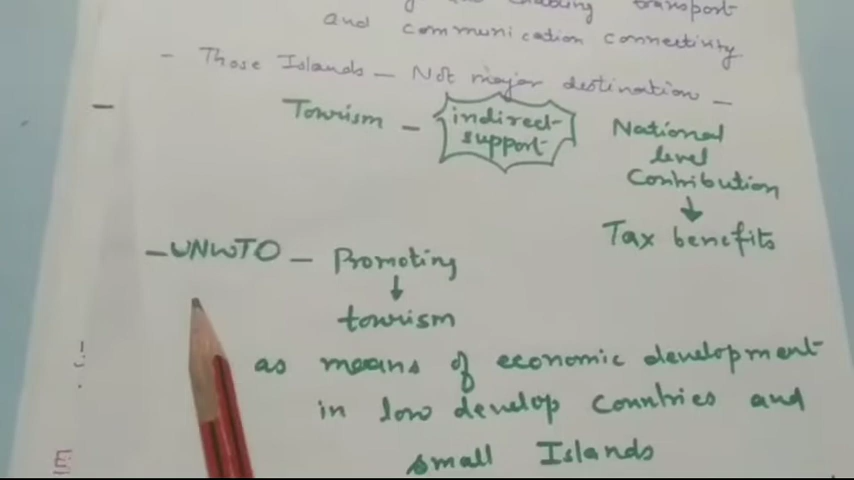 transport
and communication connectivity
- Those Islands - Not major destination -
- Tourism - indirect support
National level Contribution
↓
Tax benefits
- UNWTO - Promoting
↓
tourism
as means of economic development
in low develop Countries and
small Islands
E